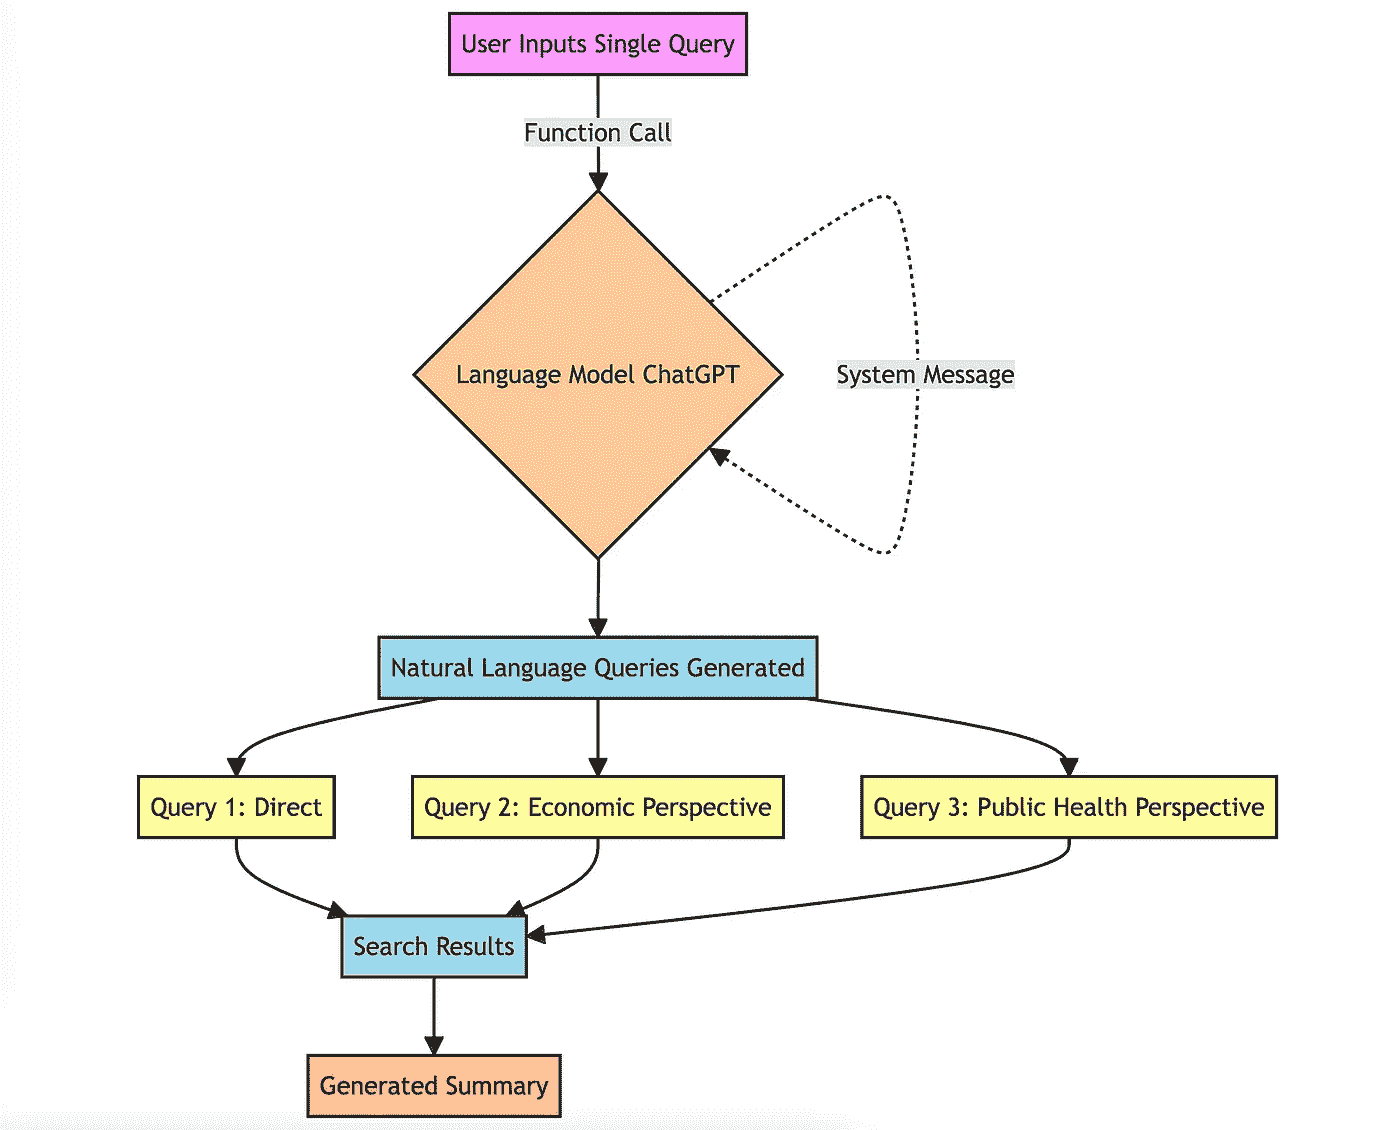 User Inputs Single Query
Function Call
Language Model ChatGPT
System Message
Natural Language Queries Generated
Query 1: Direct
Query 2: Economic Perspective
Query 3: Public Health Perspective
Search Results
Generated Summary